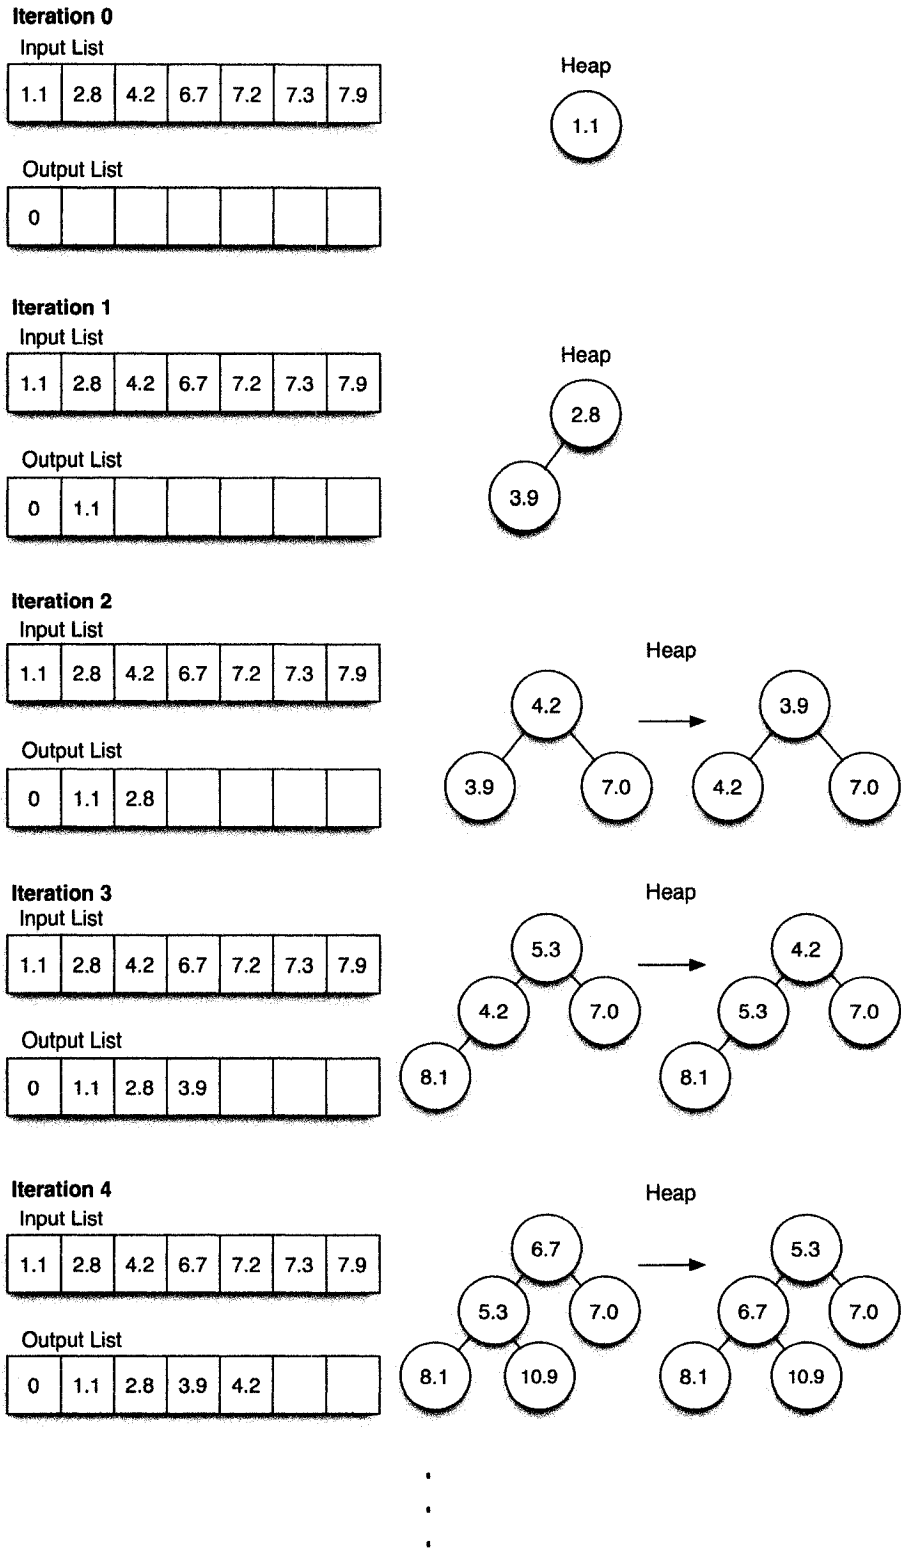 Iteration 0
Input List
1.1 2.8 4.2 6.7 7.2 7.3 7.9
Heap
1.1
Output List
0
Iteration 1
Input List
1.1 2.8 4.2 6.7 7.2 7.3 7.9
Heap
2.8
3.9
Output List
0 1.1
Iteration 2
Input List
1.1 2.8 4.2 6.7 7.2 7.3 7.9
Heap
4.2 3.9
3.9 7.0 4.2 7.0
Output List
0 1.1 2.8
Iteration 3
Input List
1.1 2.8 4.2 6.7 7.2 7.3 7.9
Heap
5.3 4.2
4.2 7.0 5.3 7.0
8.1 8.1
Output List
0 1.1 2.8 3.9
Iteration 4
Input List
1.1 2.8 4.2 6.7 7.2 7.3 7.9
Heap
6.7 5.3
5.3 7.0 6.7 7.0
8.1 10.9 8.1 10.9
Output List
0 1.1 2.8 3.9 4.2